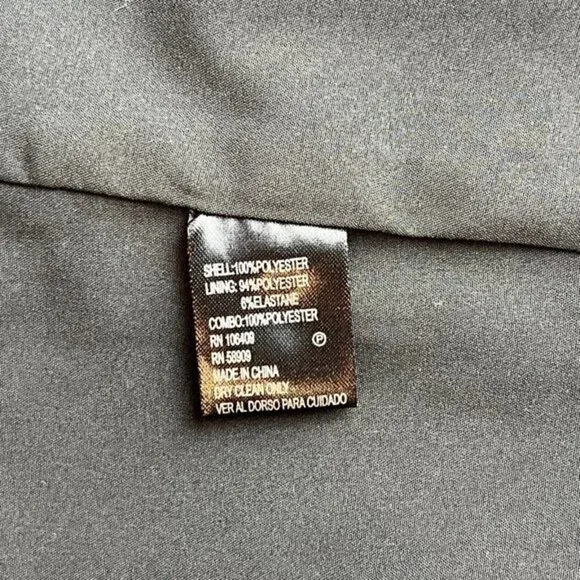 SHELL:100%POLYESTER
LINING: 94%POLYESTER
6%ELASTANE
COMBO:100%POLYESTER
RN 106409
RN 58909
P
MADE IN CHINA
DRY CLEAN ONLY
VER AL DORSO PARA CUIDADO